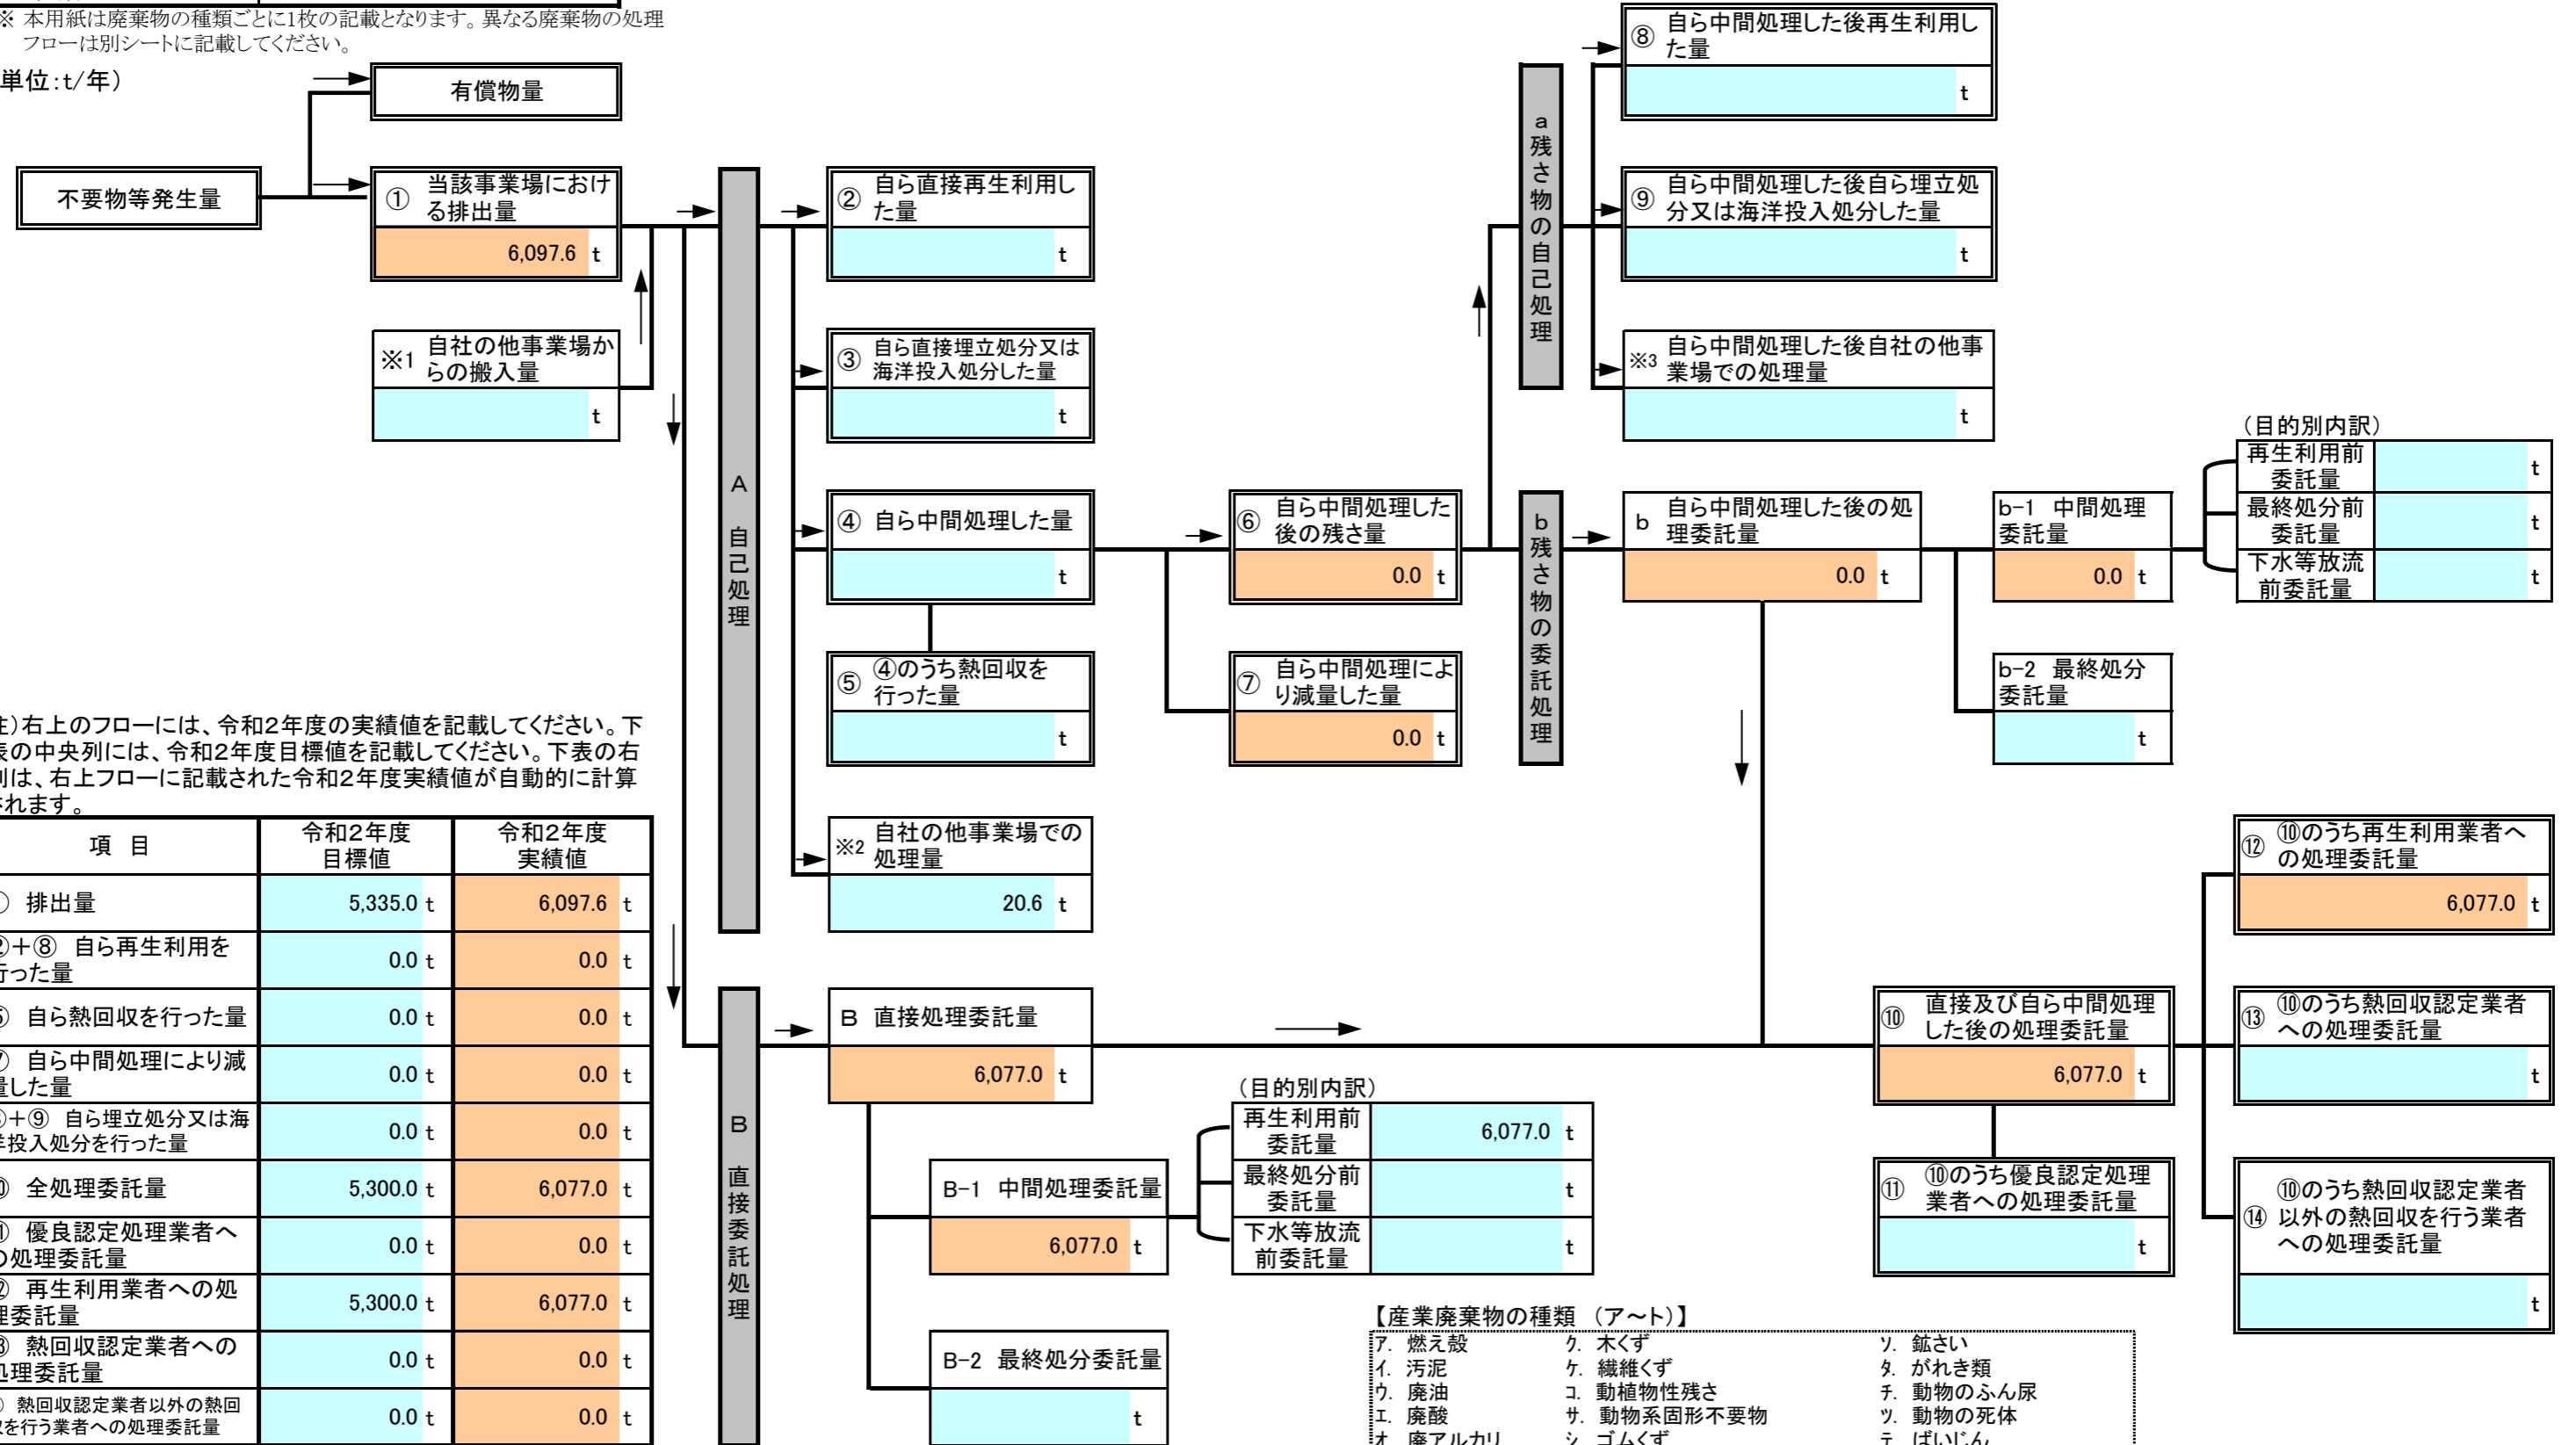 ※ 本用紙は廃棄物の種類ごとに1枚の記載となります。異なる廃棄物の処理
フローは別シートに記載してください。
単位:t/年)
有償物量
不要物等発生量
① 当該事業場におけ
る排出量
6,097.6 t
※1 自社の他事業場か
らの搬入量
t
A 自己処理
② 自ら直接再生利用し
た量
t
③ 自ら直接埋立処分又は
海洋投入処分した量
t
④ 自ら中間処理した量
t
⑤ ④のうち熱回収を
行った量
t
※2 自社の他事業場での
処理量
20.6 t
⑥ 自ら中間処理した
後の残さ量
0.0 t
⑦ 自ら中間処理によ
り減量した量
0.0 t
a残さ物の自己処理
⑧ 自ら中間処理した後再生利用し
た量
t
⑨ 自ら中間処理した後自ら埋立処
分又は海洋投入処分した量
t
※3 自ら中間処理した後自社の他事
業場での処理量
t
b残さ物の委託処理
b 自ら中間処理した後の処
理委託量
0.0 t
b-1 中間処理
委託量
0.0 t
b-2 最終処分
委託量
t
(目的別内訳)
再生利用前
委託量
t
最終処分前
委託量
t
下水等放流
前委託量
t
注)右上のフローには、令和2年度の実績値を記載してください。下
表の中央列には、令和2年度目標値を記載してください。下表の右
列は、右上フローに記載された令和2年度実績値が自動的に計算
されます。
項 目 令和2年度
目標値 令和2年度
実績値
① 排出量 5,335.0 t 6,097.6 t
②+⑧ 自ら再生利用を
行った量 0.0 t 0.0 t
⑤ 自ら熱回収を行った量 0.0 t 0.0 t
⑦ 自ら中間処理により減
量した量 0.0 t 0.0 t
③+⑨ 自ら埋立処分又は海
洋投入処分を行った量 0.0 t 0.0 t
⑩ 全処理委託量 5,300.0 t 6,077.0 t
⑪ 優良認定処理業者へ
の処理委託量 0.0 t 0.0 t
⑫ 再生利用業者への処
理委託量 5,300.0 t 6,077.0 t
⑬ 熱回収認定業者への
処理委託量 0.0 t 0.0 t
⑭ 熱回収認定業者以外の熱回
収を行う業者への処理委託量 0.0 t 0.0 t
B 直接委託処理
B 直接処理委託量
6,077.0 t
B-1 中間処理委託量
6,077.0 t
B-2 最終処分委託量
t
(目的別内訳)
再生利用前
委託量
6,077.0 t
最終処分前
委託量
t
下水等放流
前委託量
t
⑩ 直接及び自ら中間処理
した後の処理委託量
6,077.0 t
⑪ ⑩のうち優良認定処理
業者への処理委託量
t
⑫ ⑩のうち再生利用業者へ
の処理委託量
6,077.0 t
⑬ ⑩のうち熱回収認定業者
への処理委託量
t
⑭ ⑩のうち熱回収認定業者
以外の熱回収を行う業者
への処理委託量
t
【産業廃棄物の種類 (ア~ト)】
ア. 燃え殻 ク. 木くず ソ. 鉱さい
イ. 汚泥 ケ. 繊維くず タ. がれき類
ウ. 廃油 コ. 動植物性残さ チ. 動物のふん尿
エ. 廃酸 サ. 動物系固形不要物 ツ. 動物の死体
オ. 廃アルカリ シ. ゴムくず テ. ばいじん